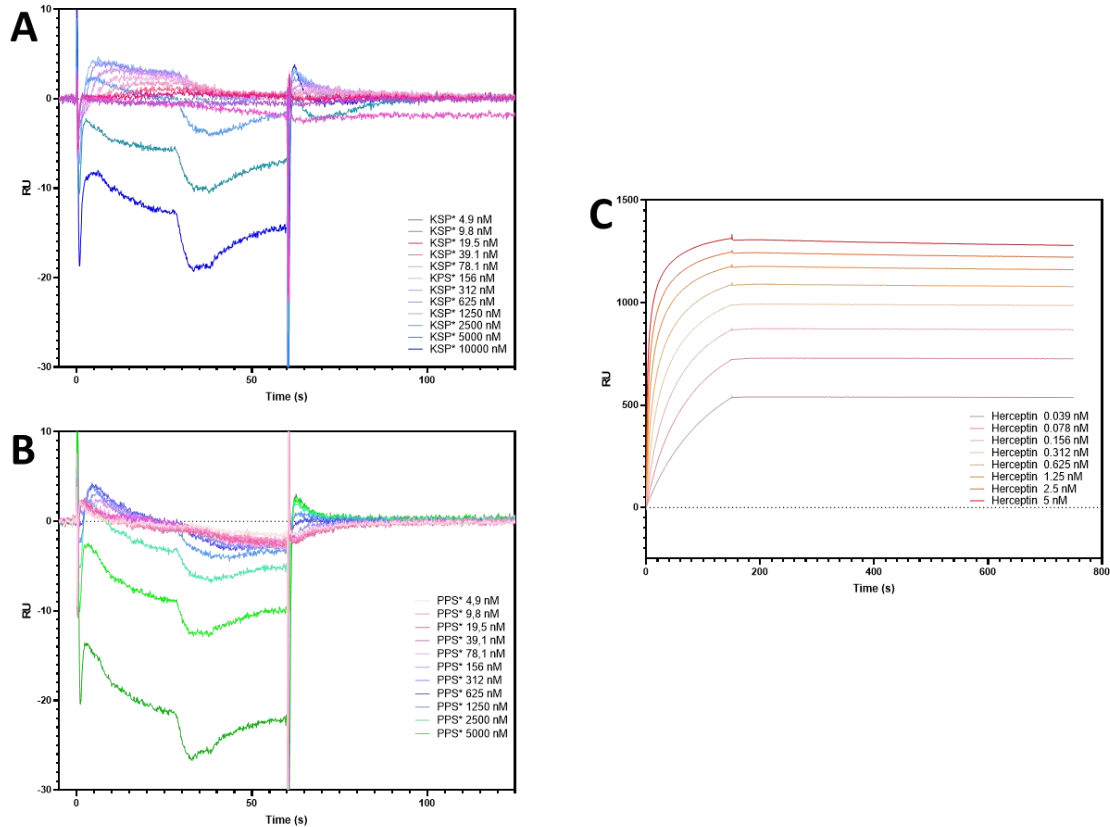 A
10
0
-10
-20
-30
RU
0
50
100
Time (s)
KSP* 4.9 nM
KSP* 9.8 nM
KSP* 19.5 nM
KSP* 39.1 nM
KSP* 78.1 nM
KPS* 156 nM
KSP* 312 nM
KSP* 625 nM
KSP* 1250 nM
KSP* 2500 nM
KSP* 5000 nM
KSP* 10000 nM
B
10
0
-10
-20
-30
RU
0
50
100
Time (s)
PPS* 4,9 nM
PPS* 9,8 nM
PPS* 19,5 nM
PPS* 39,1 nM
PPS* 78,1 nM
PPS* 156 nM
PPS* 312 nM
PPS* 625 nM
PPS* 1250 nM
PPS* 2500 nM
PPS* 5000 nM
C
1500
1000
500
0
RU
0
200
400
600
800
Time (s)
Herceptin 0.039 nM
Herceptin 0.078 nM
Herceptin 0.156 nM
Herceptin 0.312 nM
Herceptin 0.625 nM
Herceptin 1.25 nM
Herceptin 2.5 nM
Herceptin 5 nM